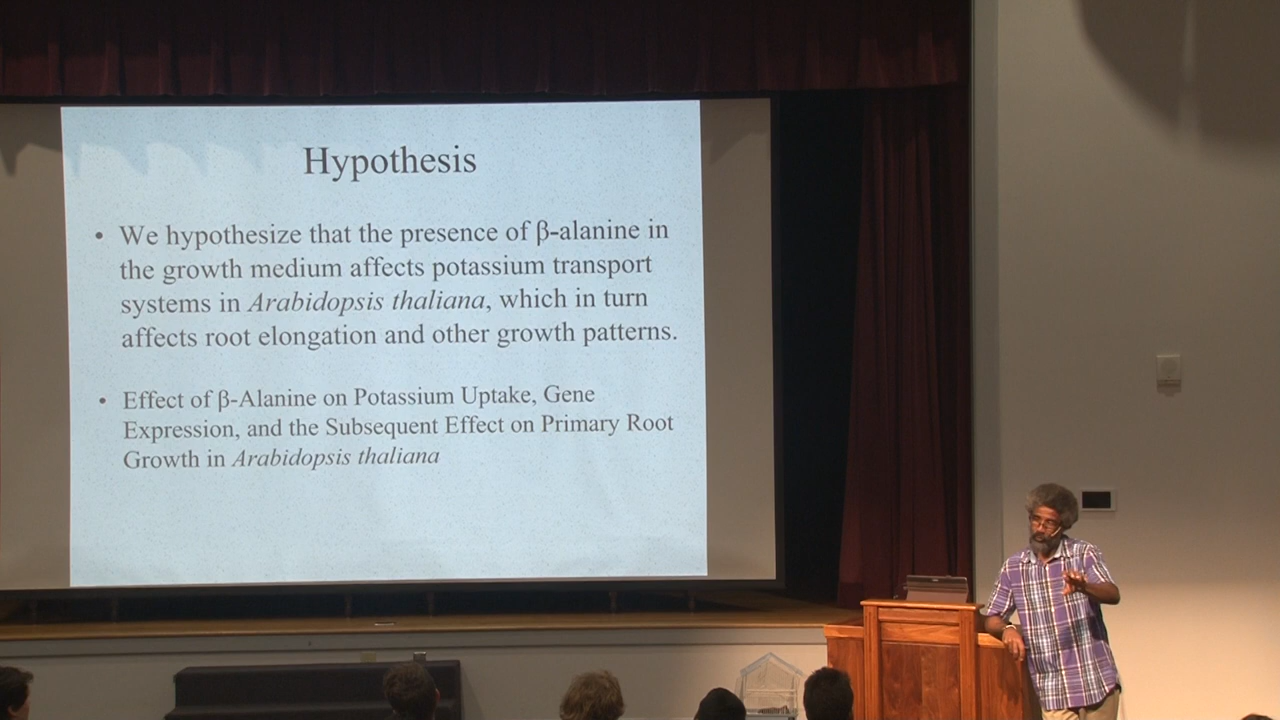 Hypothesis
• We hypothesize that the presence of β-alanine in
the growth medium affects potassium transport
systems in Arabidopsis thaliana, which in turn
affects root elongation and other growth patterns.
• Effect of β-Alanine on Potassium Uptake, Gene
Expression, and the Subsequent Effect on Primary Root
Growth in Arabidopsis thaliana